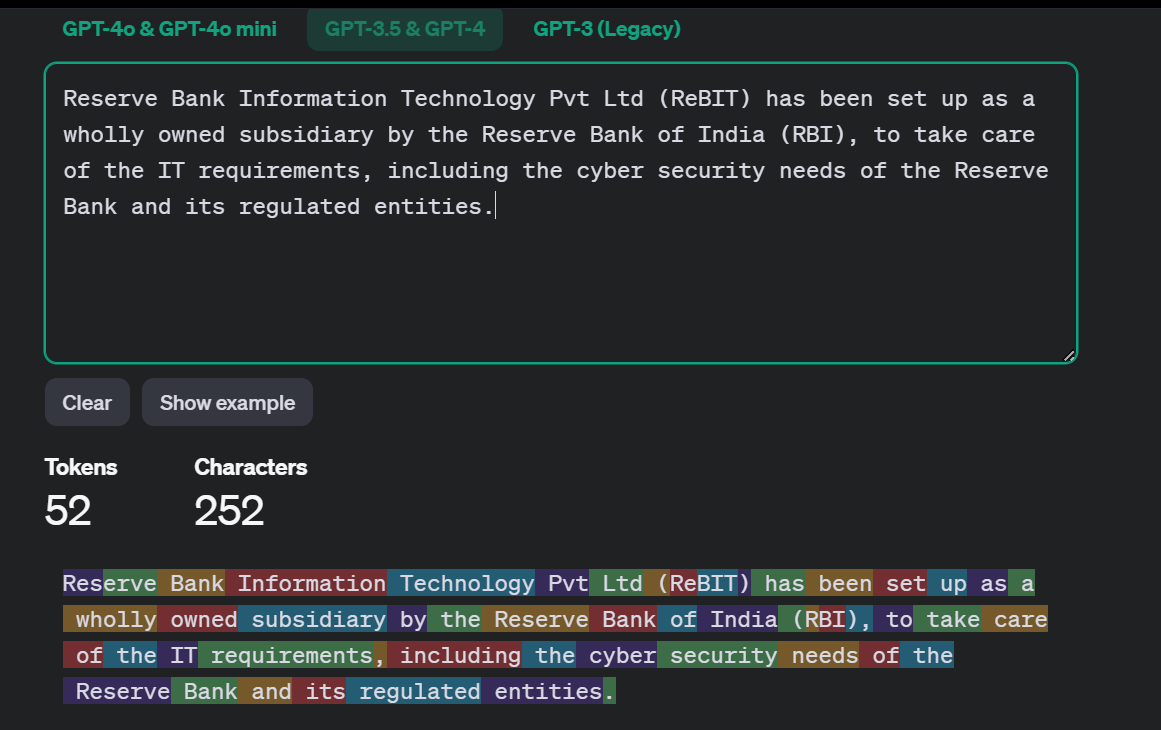 GPT-4o & GPT-4o mini GPT-3.5 & GPT-4 GPT-3 (Legacy)
Reserve Bank Information Technology Pvt Ltd (ReBIT) has been set up as a
wholly owned subsidiary by the Reserve Bank of India (RBI), to take care
of the IT requirements, including the cyber security needs of the Reserve
Bank and its regulated entities.
Clear Show example
Tokens Characters
52 252
Reserve Bank Information Technology Pvt Ltd (ReBIT) has been set up as a
wholly owned subsidiary by the Reserve Bank of India (RBI), to take care
of the IT requirements, including the cyber security needs of the
Reserve Bank and its regulated entities.